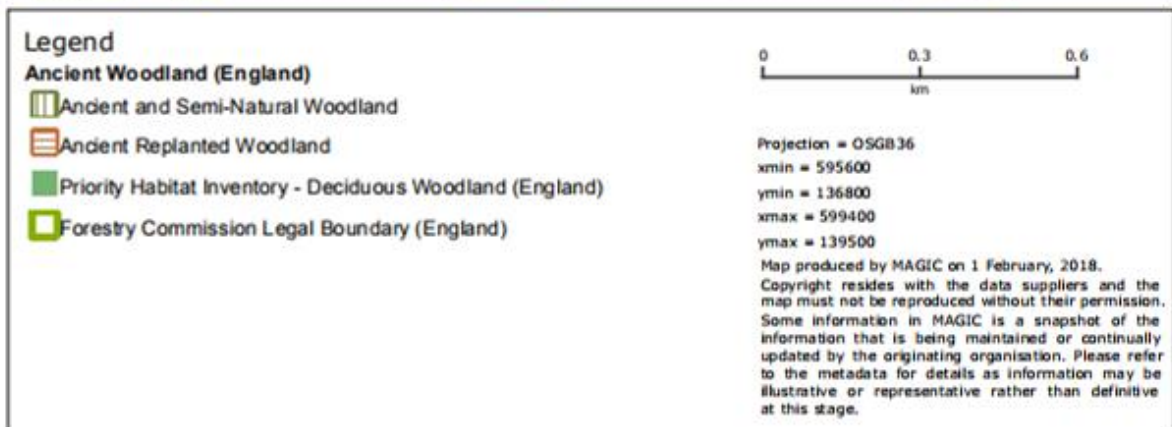 Legend
Ancient Woodland (England)
Ancient and Semi-Natural Woodland
Ancient Replanted Woodland
Priority Habitat Inventory - Deciduous Woodland (England)
Forestry Commission Legal Boundary (England)
0 0.3 0.6
km
Projection = OSGB36
xmin = 595600
ymin = 136800
xmax = 599400
ymax = 139500
Map produced by MAGIC on 1 February, 2018.
Copyright resides with the data suppliers and the
map must not be reproduced without their permission.
Some information in MAGIC is a snapshot of the
information that is being maintained or continually
updated by the originating organisation. Please refer
to the metadata for details as information may be
illustrative or representative rather than definitive
at this stage.